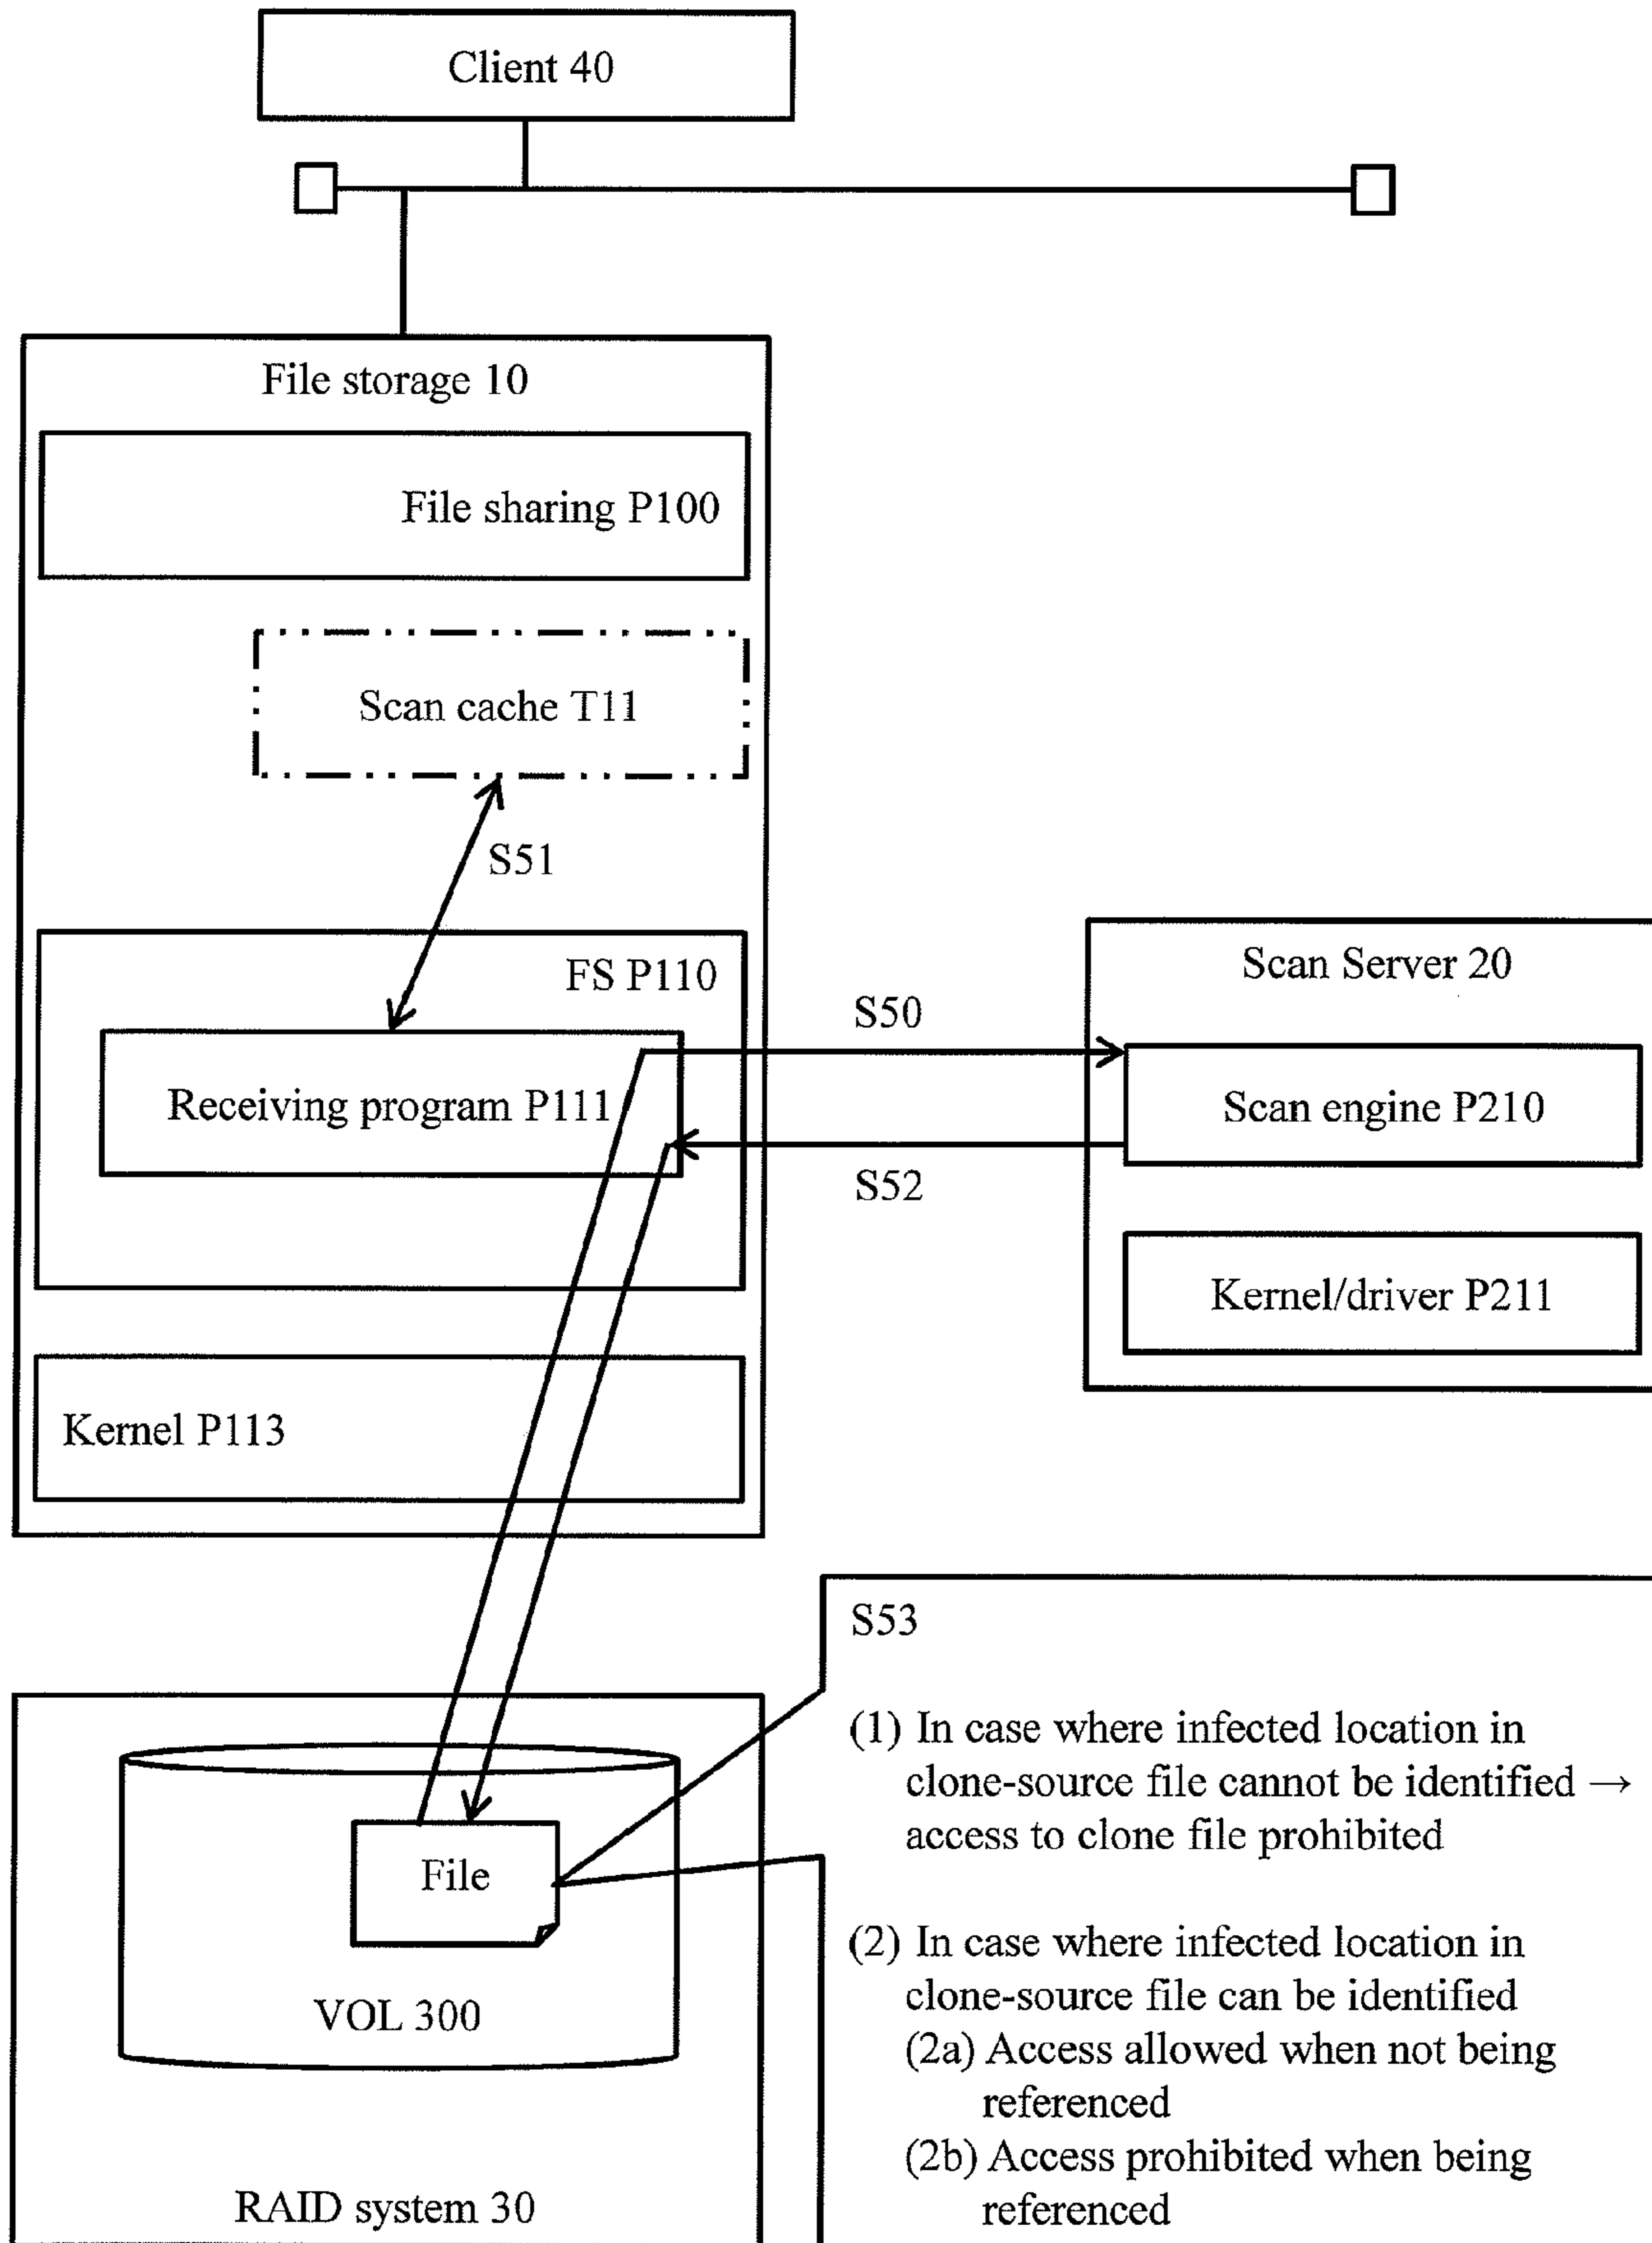 Client 40
File storage 10
File sharing P100
Scan cache T11
S51
FS P110
Receiving program P111
S50
S52
Scan Server 20
Scan engine P210
Kernel/driver P211
Kernel P113
File
VOL 300
RAID system 30
S53
(1) In case where infected location in
clone-source file cannot be identified →
access to clone file prohibited
(2) In case where infected location in
clone-source file can be identified
(2a) Access allowed when not being
referenced
(2b) Access prohibited when being
referenced